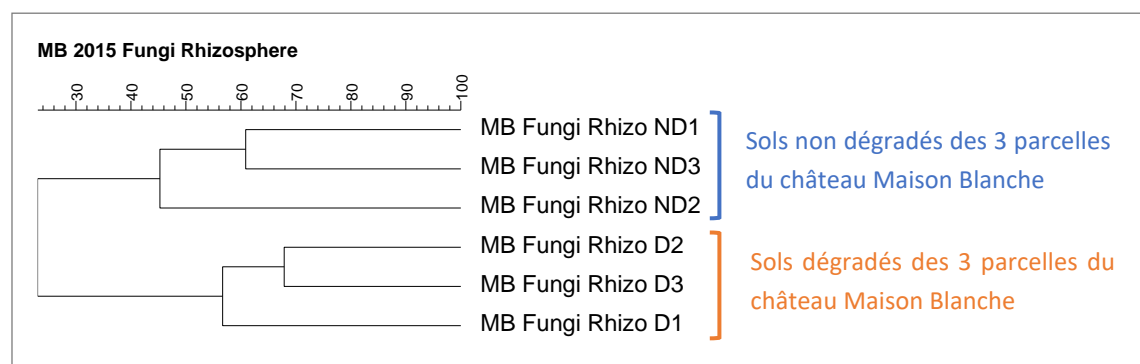 MB 2015 Fungi Rhizosphere
30 40 50 60 70 80 90 100
MB Fungi Rhizo ND1
MB Fungi Rhizo ND3
MB Fungi Rhizo ND2
MB Fungi Rhizo D2
MB Fungi Rhizo D3
MB Fungi Rhizo D1
Sols non dégradés des 3 parcelles
du château Maison Blanche
Sols dégradés des 3 parcelles du
château Maison Blanche